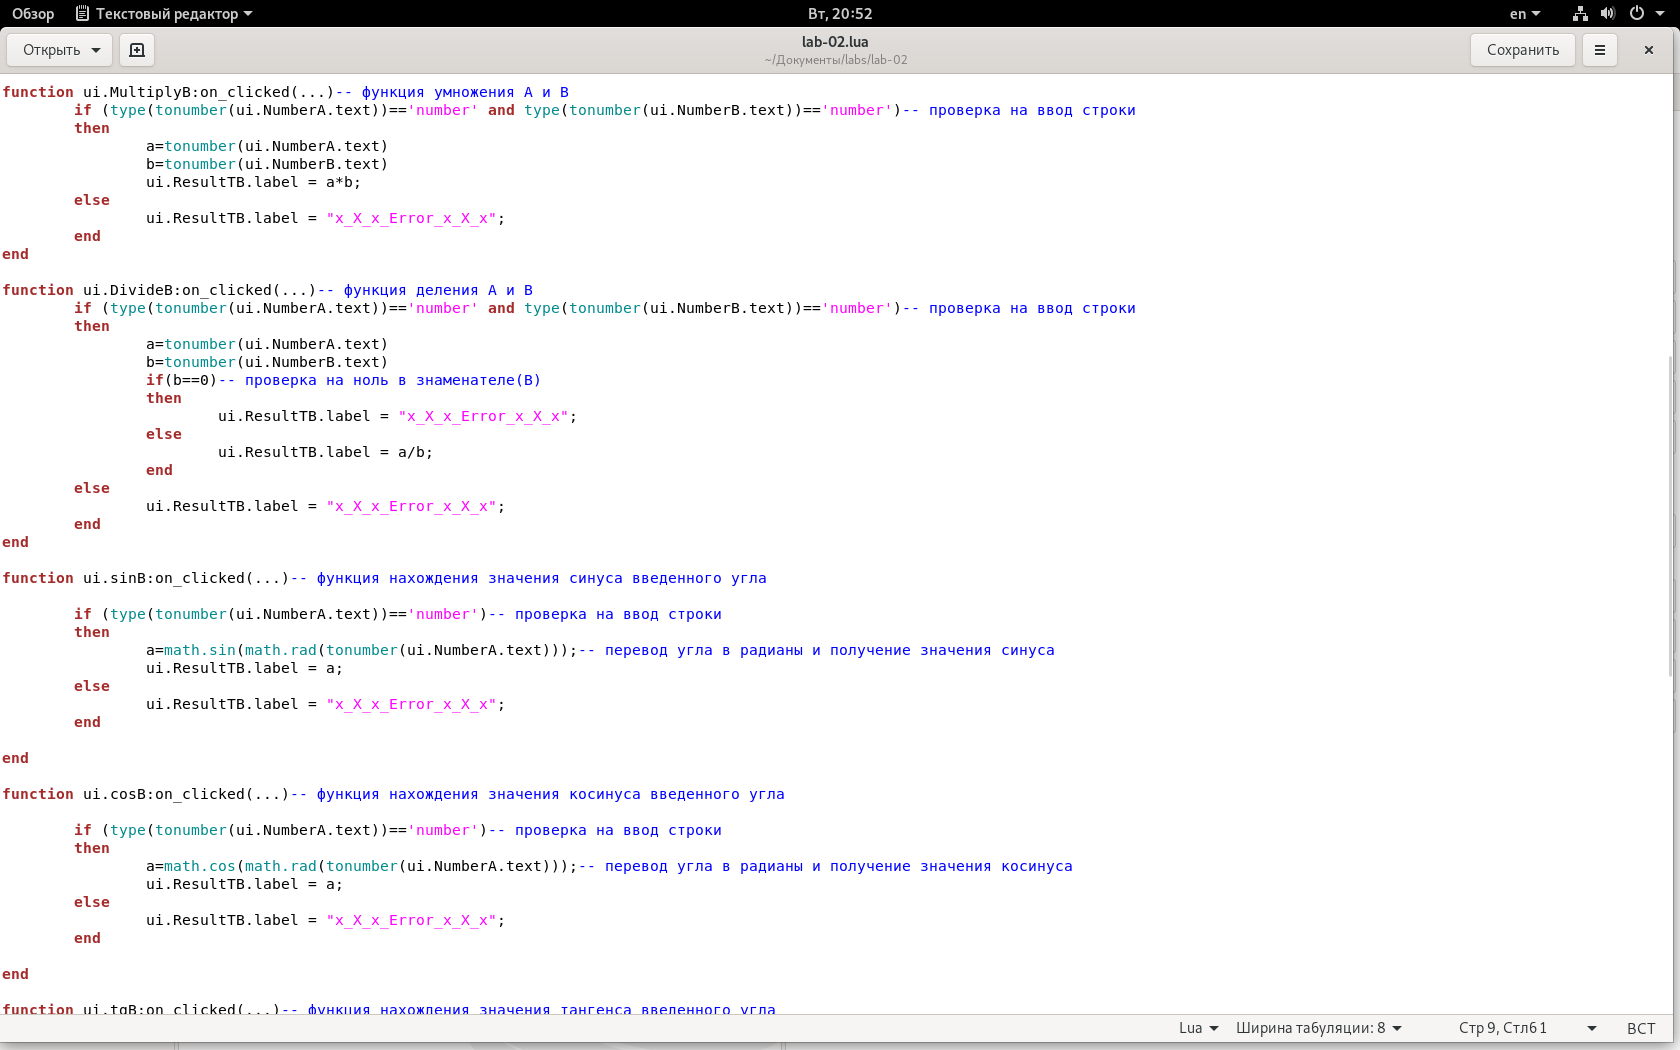 Обзор Текстовый редактор Вт, 20:52 en
Открыть lab-02.lua Сохранить
~/Документы/labs/lab-02
function ui.MultiplyB:on_clicked(...)-- функция умножения А и В
if (type(tonumber(ui.NumberA.text))=='number' and type(tonumber(ui.NumberB.text))=='number')-- проверка на ввод строки
then
a=tonumber(ui.NumberA.text)
b=tonumber(ui.NumberB.text)
ui.ResultTB.label = a*b;
else
ui.ResultTB.label = "x_X_x_Error_x_X_x";
end
end
function ui.DivideB:on_clicked(...)-- функция деления А и В
if (type(tonumber(ui.NumberA.text))=='number' and type(tonumber(ui.NumberB.text))=='number')-- проверка на ввод строки
then
a=tonumber(ui.NumberA.text)
b=tonumber(ui.NumberB.text)
if(b==0)-- проверка на ноль в знаменателе(В)
then
ui.ResultTB.label = "x_X_x_Error_x_X_x";
else
ui.ResultTB.label = a/b;
end
else
ui.ResultTB.label = "x_X_x_Error_x_X_x";
end
end
function ui.sinB:on_clicked(...)-- функция нахождения значения синуса введенного угла
if (type(tonumber(ui.NumberA.text))=='number')-- проверка на ввод строки
then
a=math.sin(math.rad(tonumber(ui.NumberA.text)));-- перевод угла в радианы и получение значения синуса
ui.ResultTB.label = a;
else
ui.ResultTB.label = "x_X_x_Error_x_X_x";
end
end
function ui.cosB:on_clicked(...)-- функция нахождения значения косинуса введенного угла
if (type(tonumber(ui.NumberA.text))=='number')-- проверка на ввод строки
then
a=math.cos(math.rad(tonumber(ui.NumberA.text)));-- перевод угла в радианы и получение значения косинуса
ui.ResultTB.label = a;
else
ui.ResultTB.label = "x_X_x_Error_x_X_x";
end
end
function ui.tgB:on_clicked(...)-- функция нахождения значения тангенса введенного угла
Lua Ширина табуляции: 8 Стр 9, Стлб 1 ВСТ